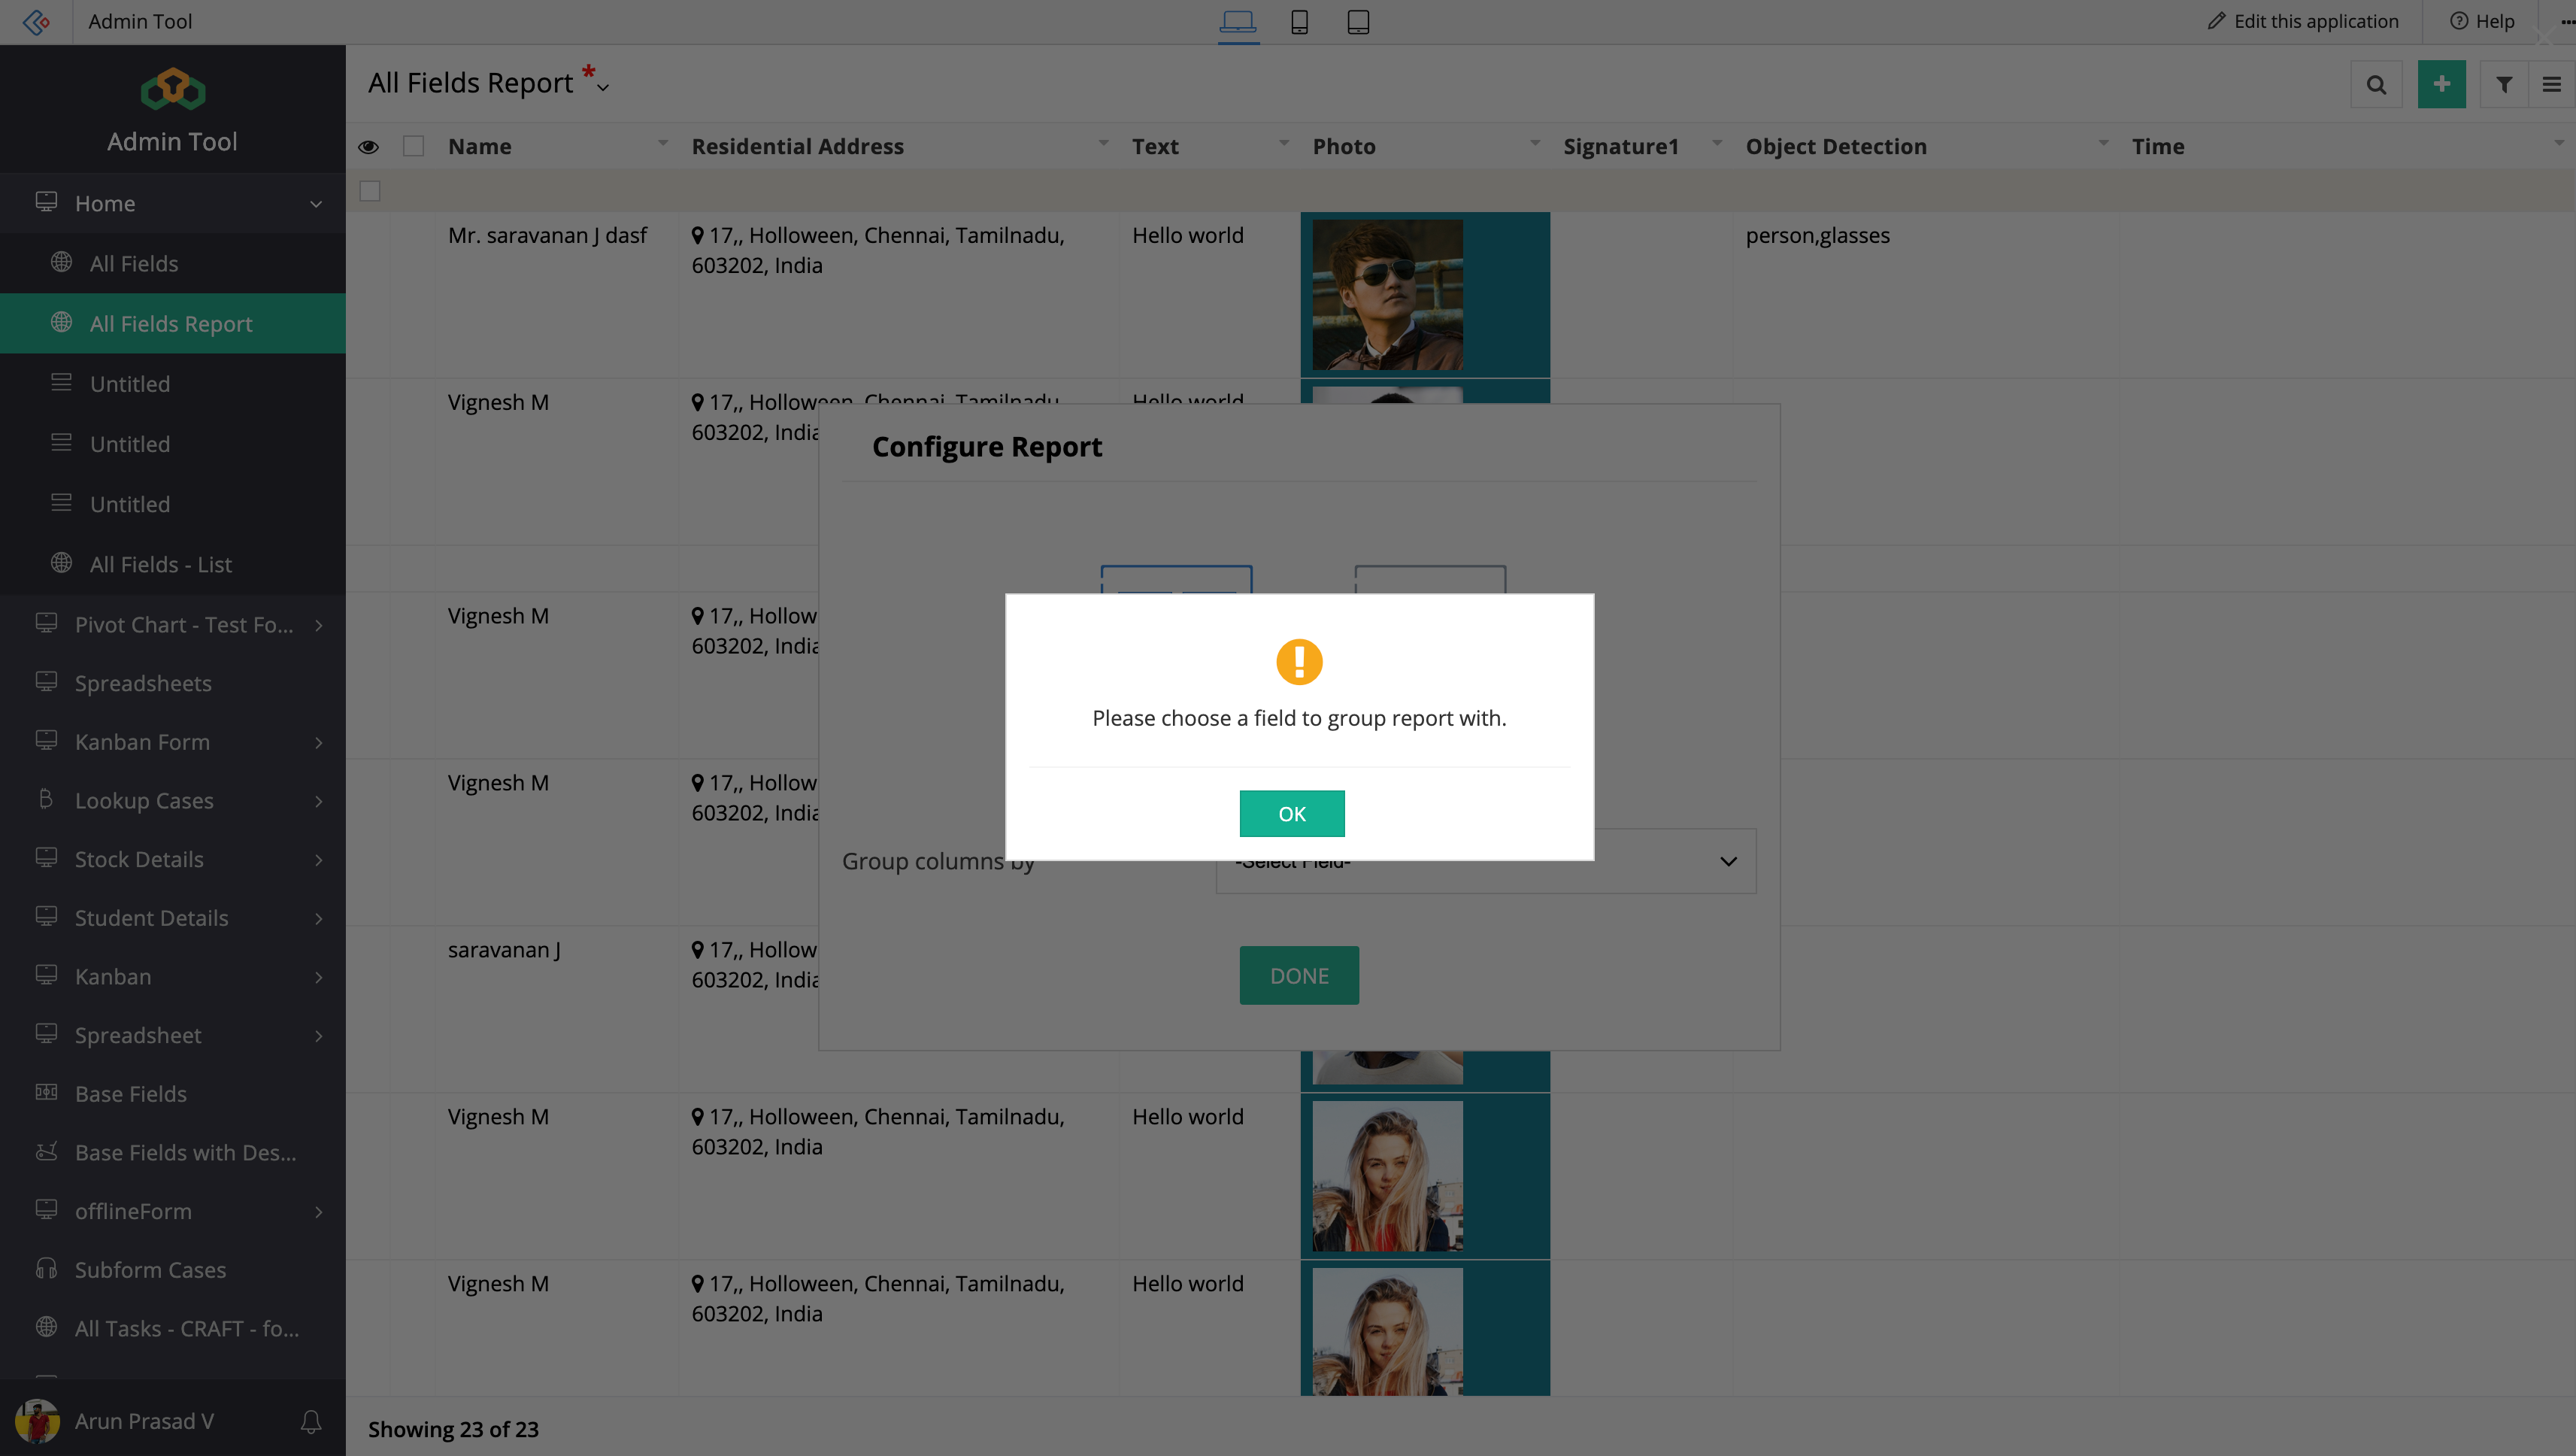 Admin Tool
Edit this application
Help
Admin Tool
Home
All Fields
All Fields Report
Untitled
Untitled
Untitled
All Fields - List
Pivot Chart - Test Fo...
Spreadsheets
Kanban Form
Lookup Cases
Stock Details
Student Details
Kanban
Spreadsheet
Base Fields
Base Fields with Des...
offlineForm
Subform Cases
All Tasks - CRAFT - fo...
Arun Prasad V
All Fields Report *
Name Residential Address Text Photo Signature1 Object Detection Time
Mr. saravanan J dasf 17,, Holloween, Chennai, Tamilnadu, Hello world person,glasses
603202, India
Vignesh M 17,, Holloween, Chennai, Tamilnadu, Hello world
603202, India
Vignesh M 17,, Hollow
603202, India
Vignesh M 17,, Hollow
603202, India
saravanan J 17,, Hollow
603202, India
Vignesh M 17,, Holloween, Chennai, Tamilnadu, Hello world
603202, India
Vignesh M 17,, Holloween, Chennai, Tamilnadu, Hello world
603202, India
Showing 23 of 23
Configure Report
Please choose a field to group report with.
OK
Group columns by -Select Field-
DONE